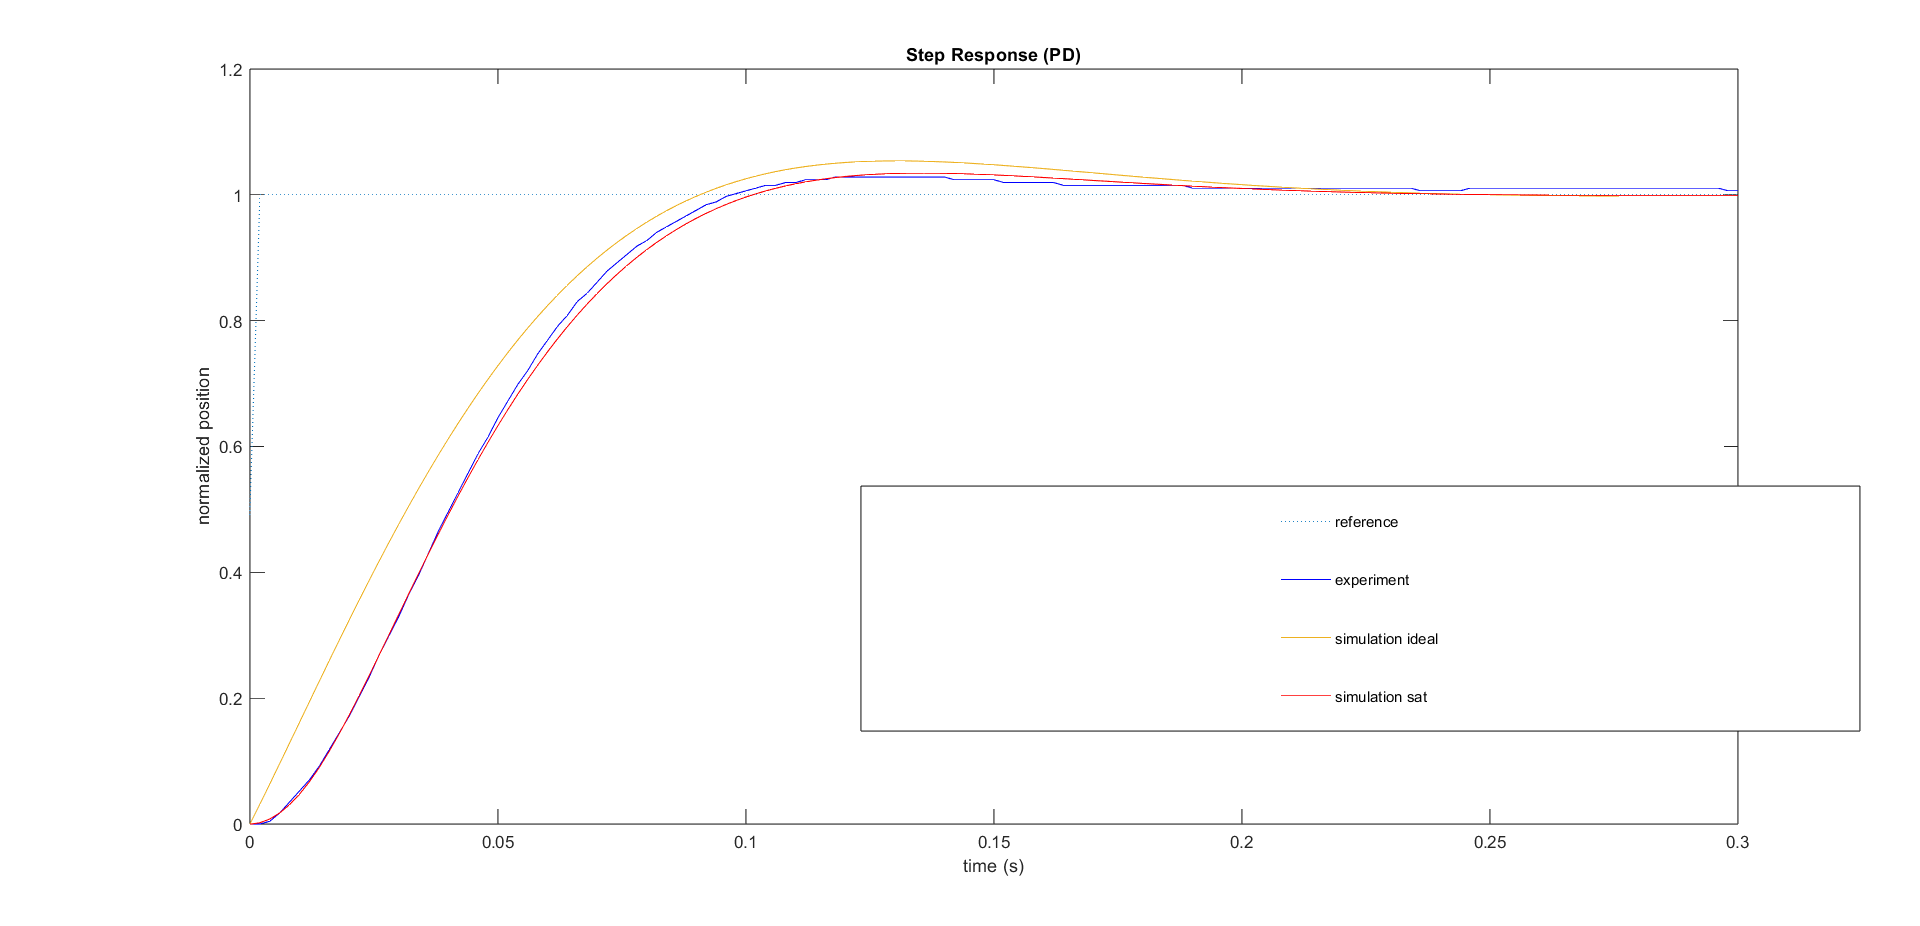 Step Response (PD)
1.2
1
0.8
0.6
0.4
0.2
0
normalized position
0
0.05
0.1
0.15
0.2
0.25
0.3
time (s)
reference
experiment
simulation ideal
simulation sat